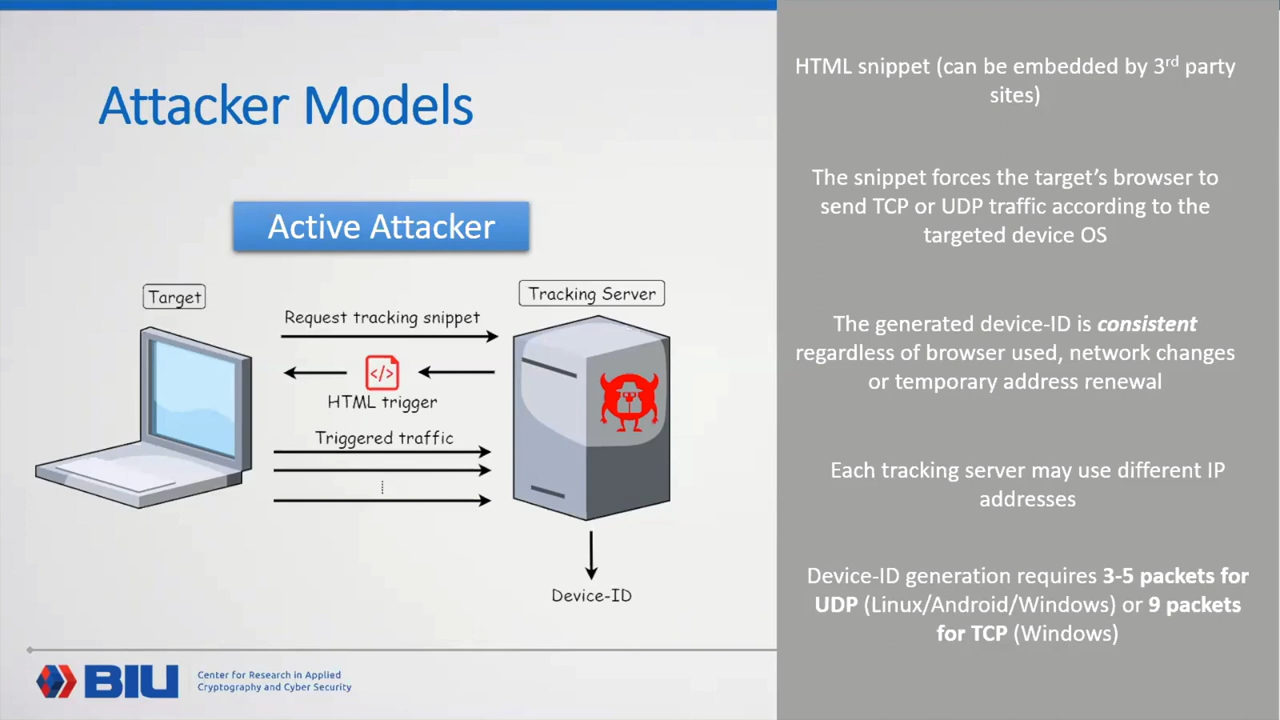 Attacker Models
Active Attacker
Target
Tracking Server
Request tracking snippet
</>
HTML trigger
Triggered traffic
Device-ID
BIU
Center for Research in Applied
Cryptography and Cyber Security
HTML snippet (can be embedded by 3rd party
sites)
The snippet forces the target’s browser to
send TCP or UDP traffic according to the
targeted device OS
The generated device-ID is consistent
regardless of browser used, network changes
or temporary address renewal
Each tracking server may use different IP
addresses
Device-ID generation requires 3-5 packets for
UDP (Linux/Android/Windows) or 9 packets
for TCP (Windows)